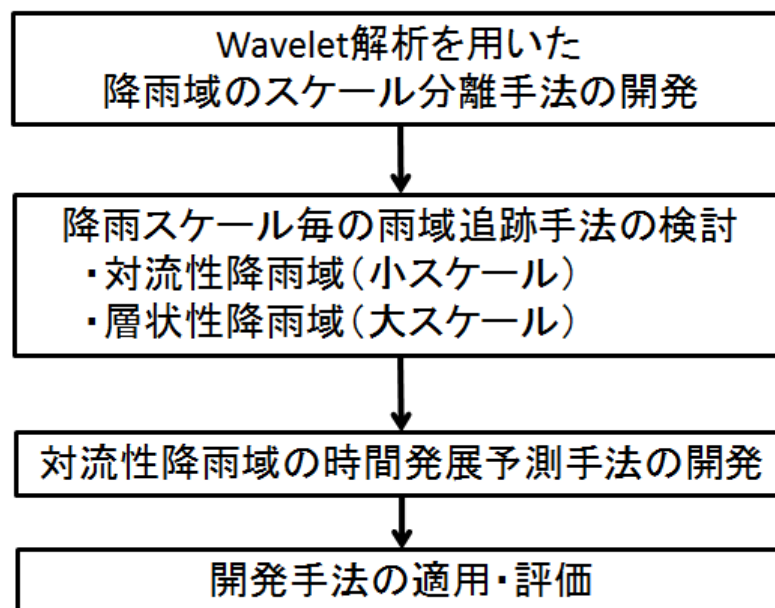 Wavelet解析を用いた
降雨域のスケール分離手法の開発
降雨スケール毎の雨域追跡手法の検討
・対流性降雨域(小スケール)
・層状性降雨域(大スケール)
対流性降雨域の時間発展予測手法の開発
開発手法の適用・評価